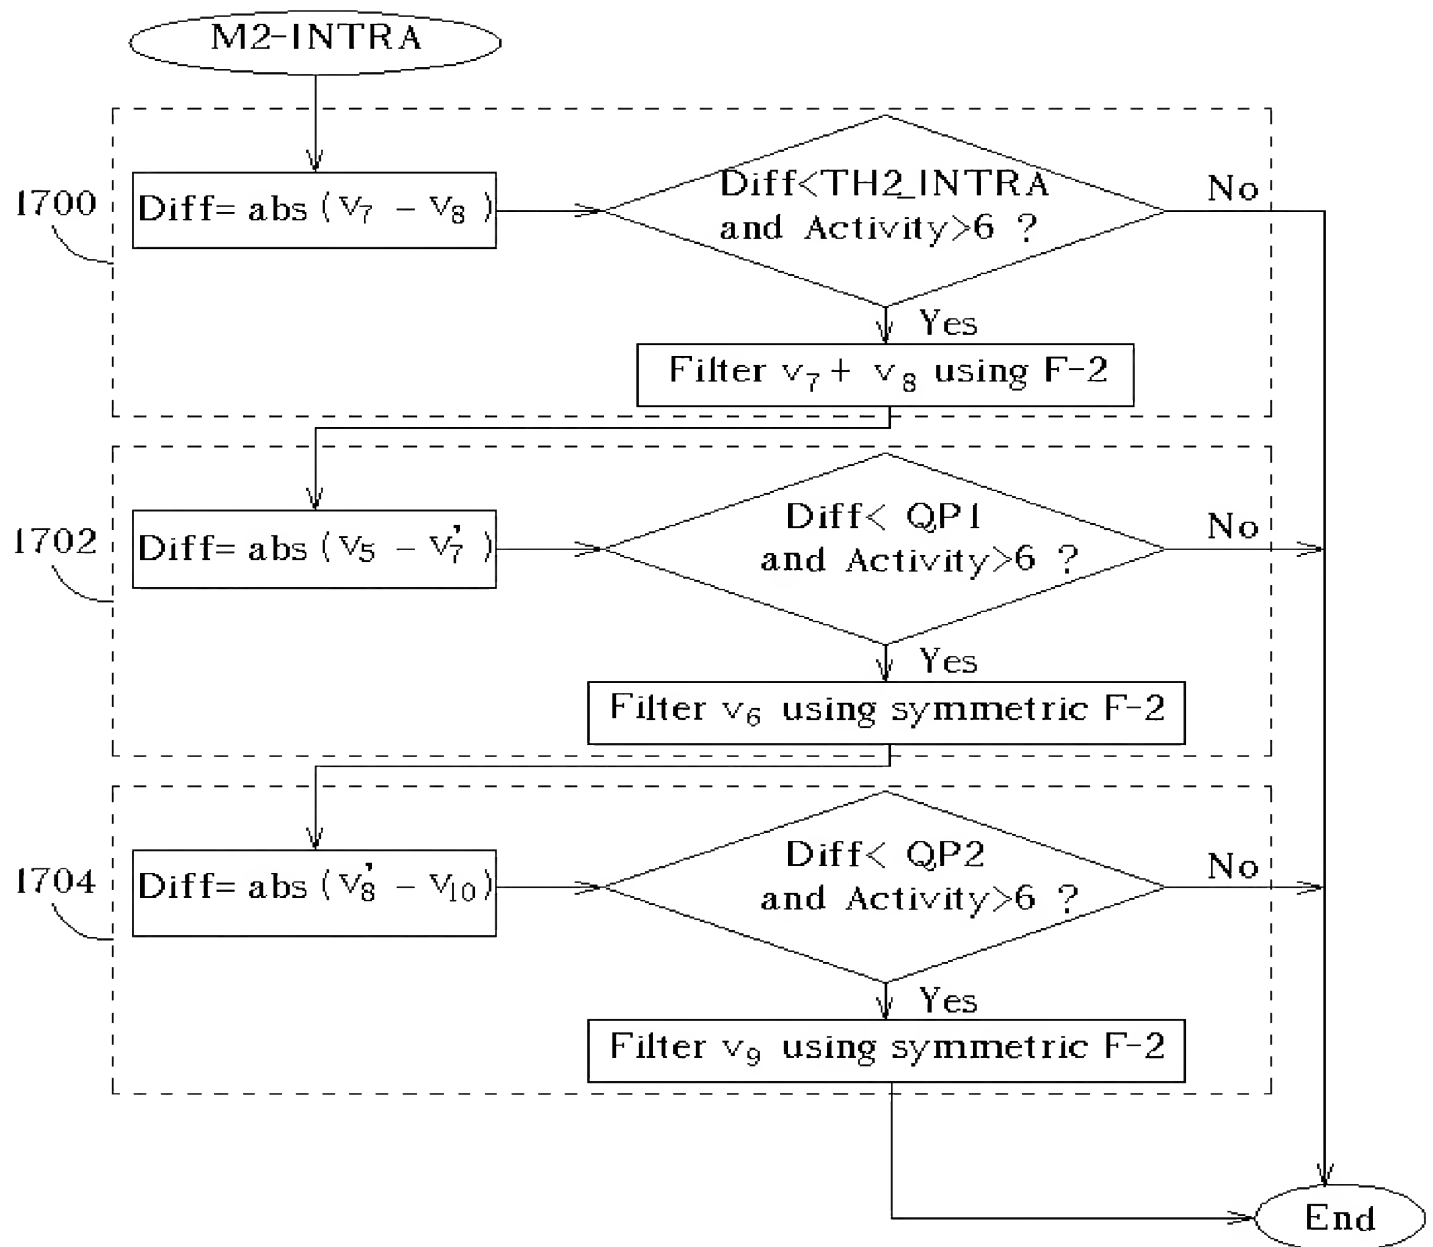 M2-INTRA
1700
Diff= abs (v7 - v8 )
Diff<TH2_INTRA
and Activity>6 ?
No
Yes
Filter v7 + v8 using F-2
1702
Diff= abs (v5 - v'7 )
Diff< QP1
and Activity>6 ?
No
Yes
Filter v6 using symmetric F-2
1704
Diff= abs (v'8 - v10)
Diff< QP2
and Activity>6 ?
No
Yes
Filter v9 using symmetric F-2
End